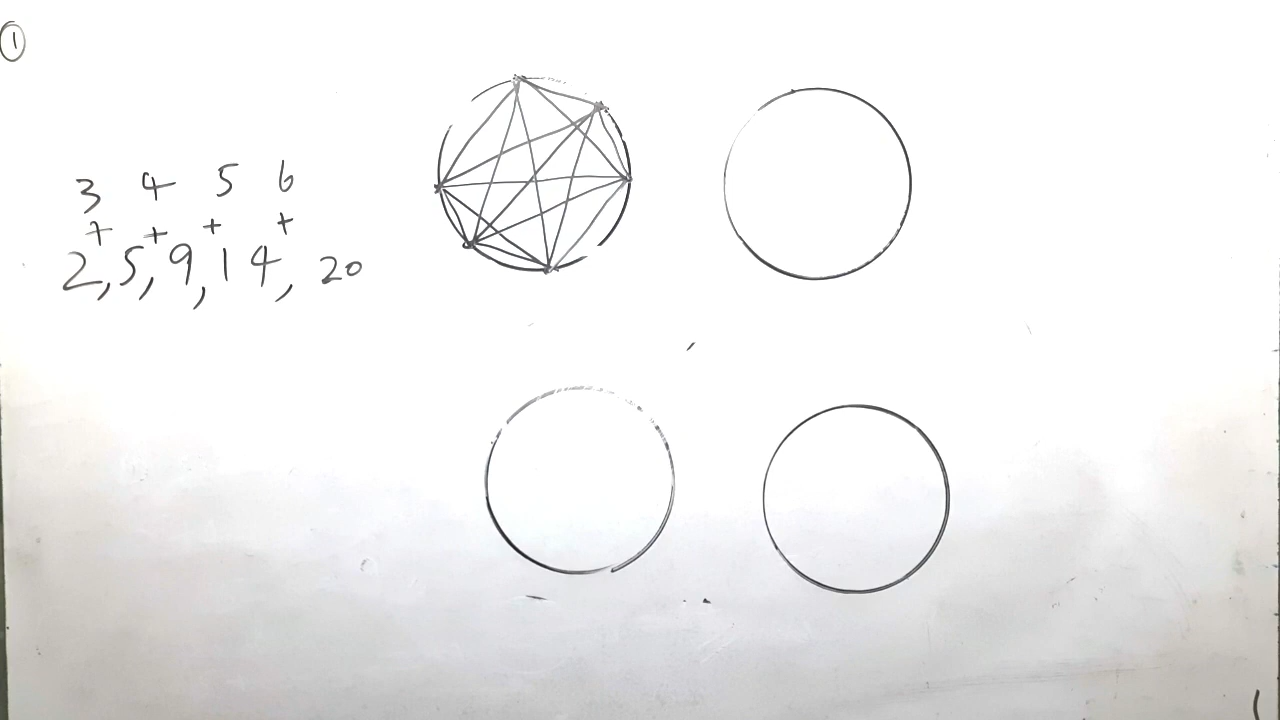 ①
3 4 5 6
+ + + +
2, 5, 9, 14, 20